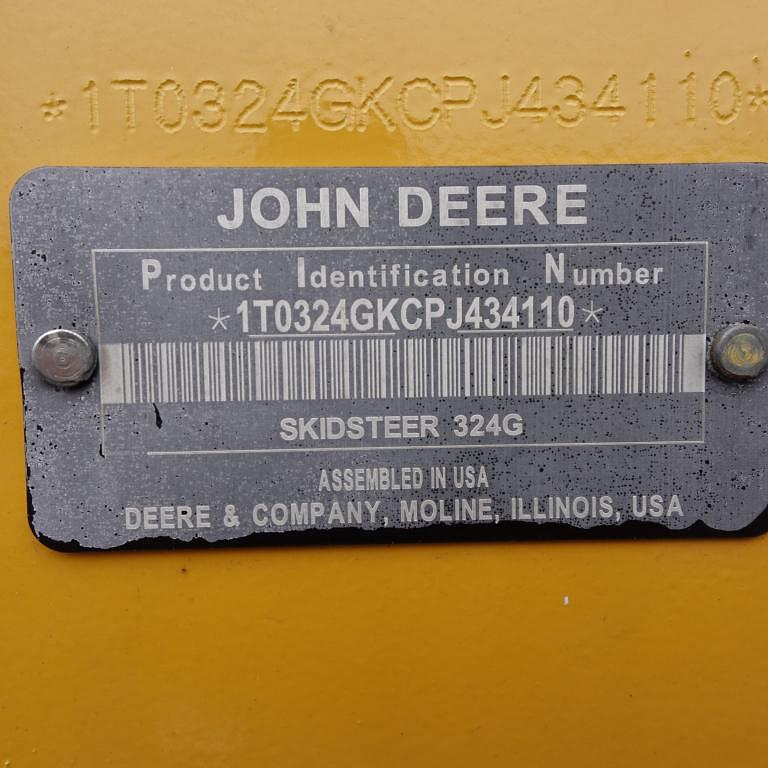 *1T0324GKCPJ434110*
JOHN DEERE
Product Identification Number
*1T0324GKCPJ434110*
SKIDSTEER 324G
ASSEMBLED IN USA
DEERE & COMPANY, MOLINE, ILLINOIS, USA